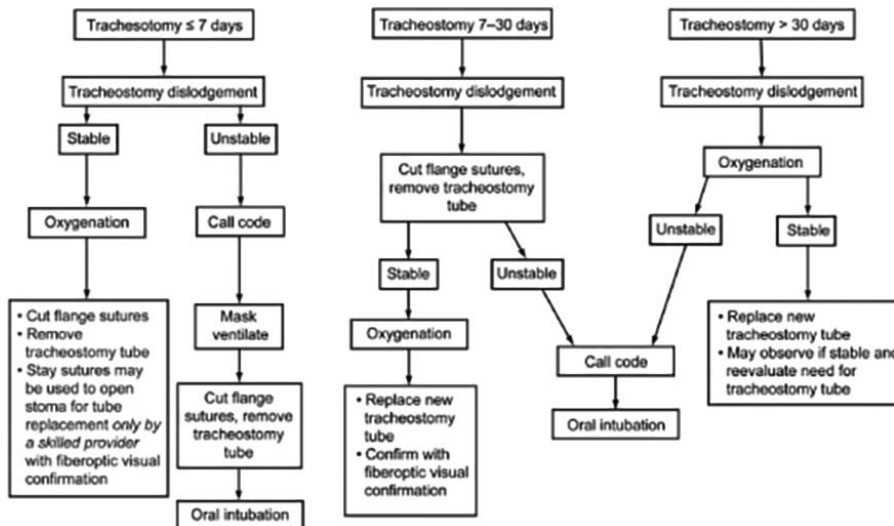 Trachesotomy ≤ 7 days
Tracheostomy dislodgement
Stable
Unstable
Oxygenation
Call code
• Cut flange sutures
• Remove
tracheostomy tube
• Stay sutures may
be used to open
stoma for tube
replacement only by
a skilled provider
with fiberoptic visual
confirmation
Mask
ventilate
Cut flange
sutures, remove
tracheostomy
tube
Oral intubation
Tracheostomy 7–30 days
Tracheostomy dislodgement
Cut flange sutures,
remove tracheostomy
tube
Stable
Unstable
Oxygenation
• Replace new
tracheostomy
tube
• Confirm with
fiberoptic visual
confirmation
Call code
Oral intubation
Tracheostomy > 30 days
Tracheostomy dislodgement
Oxygenation
Unstable
Stable
• Replace new
tracheostomy tube
• May observe if stable and
reevaluate need for
tracheostomy tube